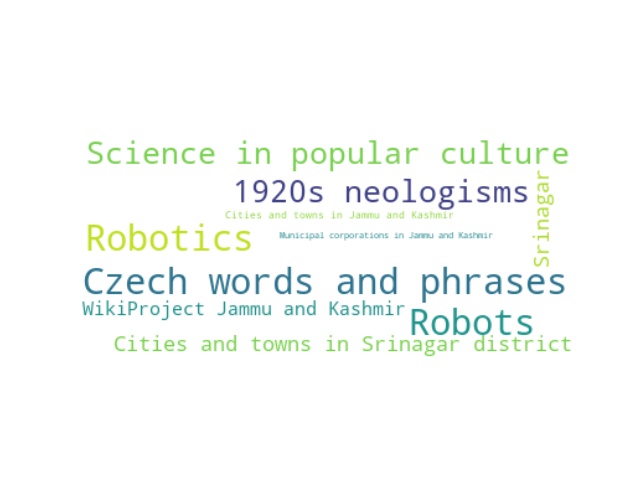 Science in popular culture
1920s neologisms
Srinagar
Cities and towns in Jammu and Kashmir
Robotics
Municipal corporations in Jammu and Kashmir
Czech words and phrases
WikiProject Jammu and Kashmir
Robots
Cities and towns in Srinagar district